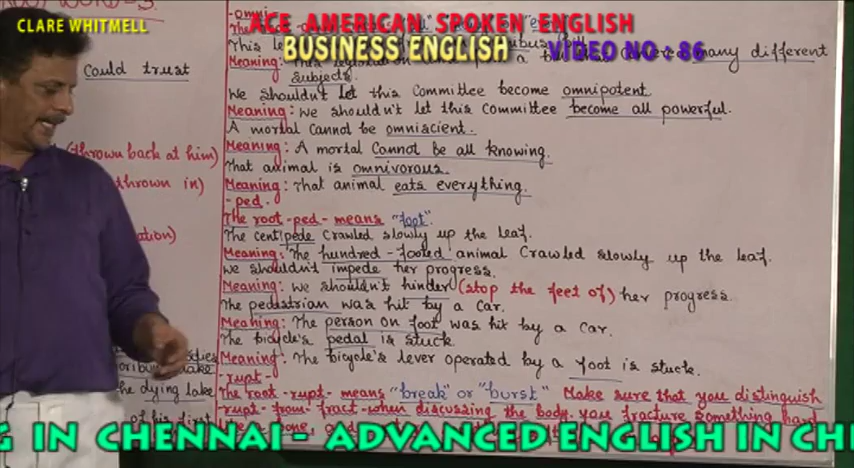 CLARE WHITMELL
ACE AMERICAN SPOKEN ENGLISH
BUSINESS ENGLISH
VIDEO NO : 86
-omni-
Meaning: This a many different
subjects.
We shouldn't let this Committee become omnipotent.
Meaning: we shouldn't let this Committee become all powerful.
A mortal Cannot be omniscient.
Meaning: A mortal Cannot be all knowing.
That animal is omnivorous.
Meaning: That animal eats everything.
-ped-
The root-ped-means "foot".
The Centipede Crawled slowly up the leaf.
Meaning: The hundred-footed animal Crawled slowly up the leaf.
we shouldn't impede her progress.
Meaning: we shouldn't hinder (stop the feet of) her progress.
The pedestrian was hit by a Car.
Meaning: The person on foot was hit by a Car.
The bicycle's pedal is stuck.
Meaning: The bicycle's lever operated by a foot is stuck.
-rupt-
The root-rupt-means "break" or "burst" Make sure that you distinguish
rupt-from-fract-when discussing the body. you fracture something hard
Could trust
(thrown back at him)
thrown in)
the dying lake
of his first
G IN CHENNAI - ADVANCED ENGLISH IN CHE